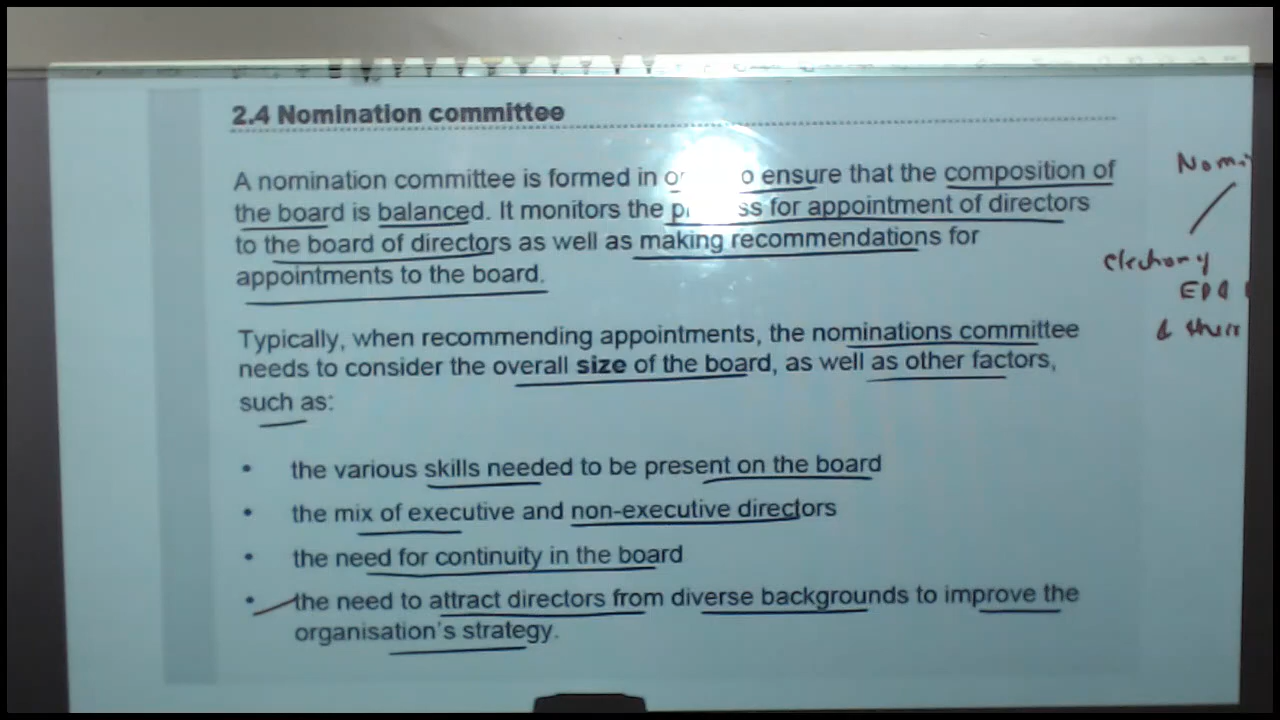 2.4 Nomination committee
A nomination committee is formed in ensure that the composition of
the board is balanced. It monitors the for appointment of directors
to the board of directors as well as making recommendations for
appointments to the board.
Typically, when recommending appointments, the nominations committee
needs to consider the overall size of the board, as well as other factors,
such as:
• the various skills needed to be present on the board
• the mix of executive and non-executive directors
• the need for continuity in the board
• the need to attract directors from diverse backgrounds to improve the
organisation's strategy.